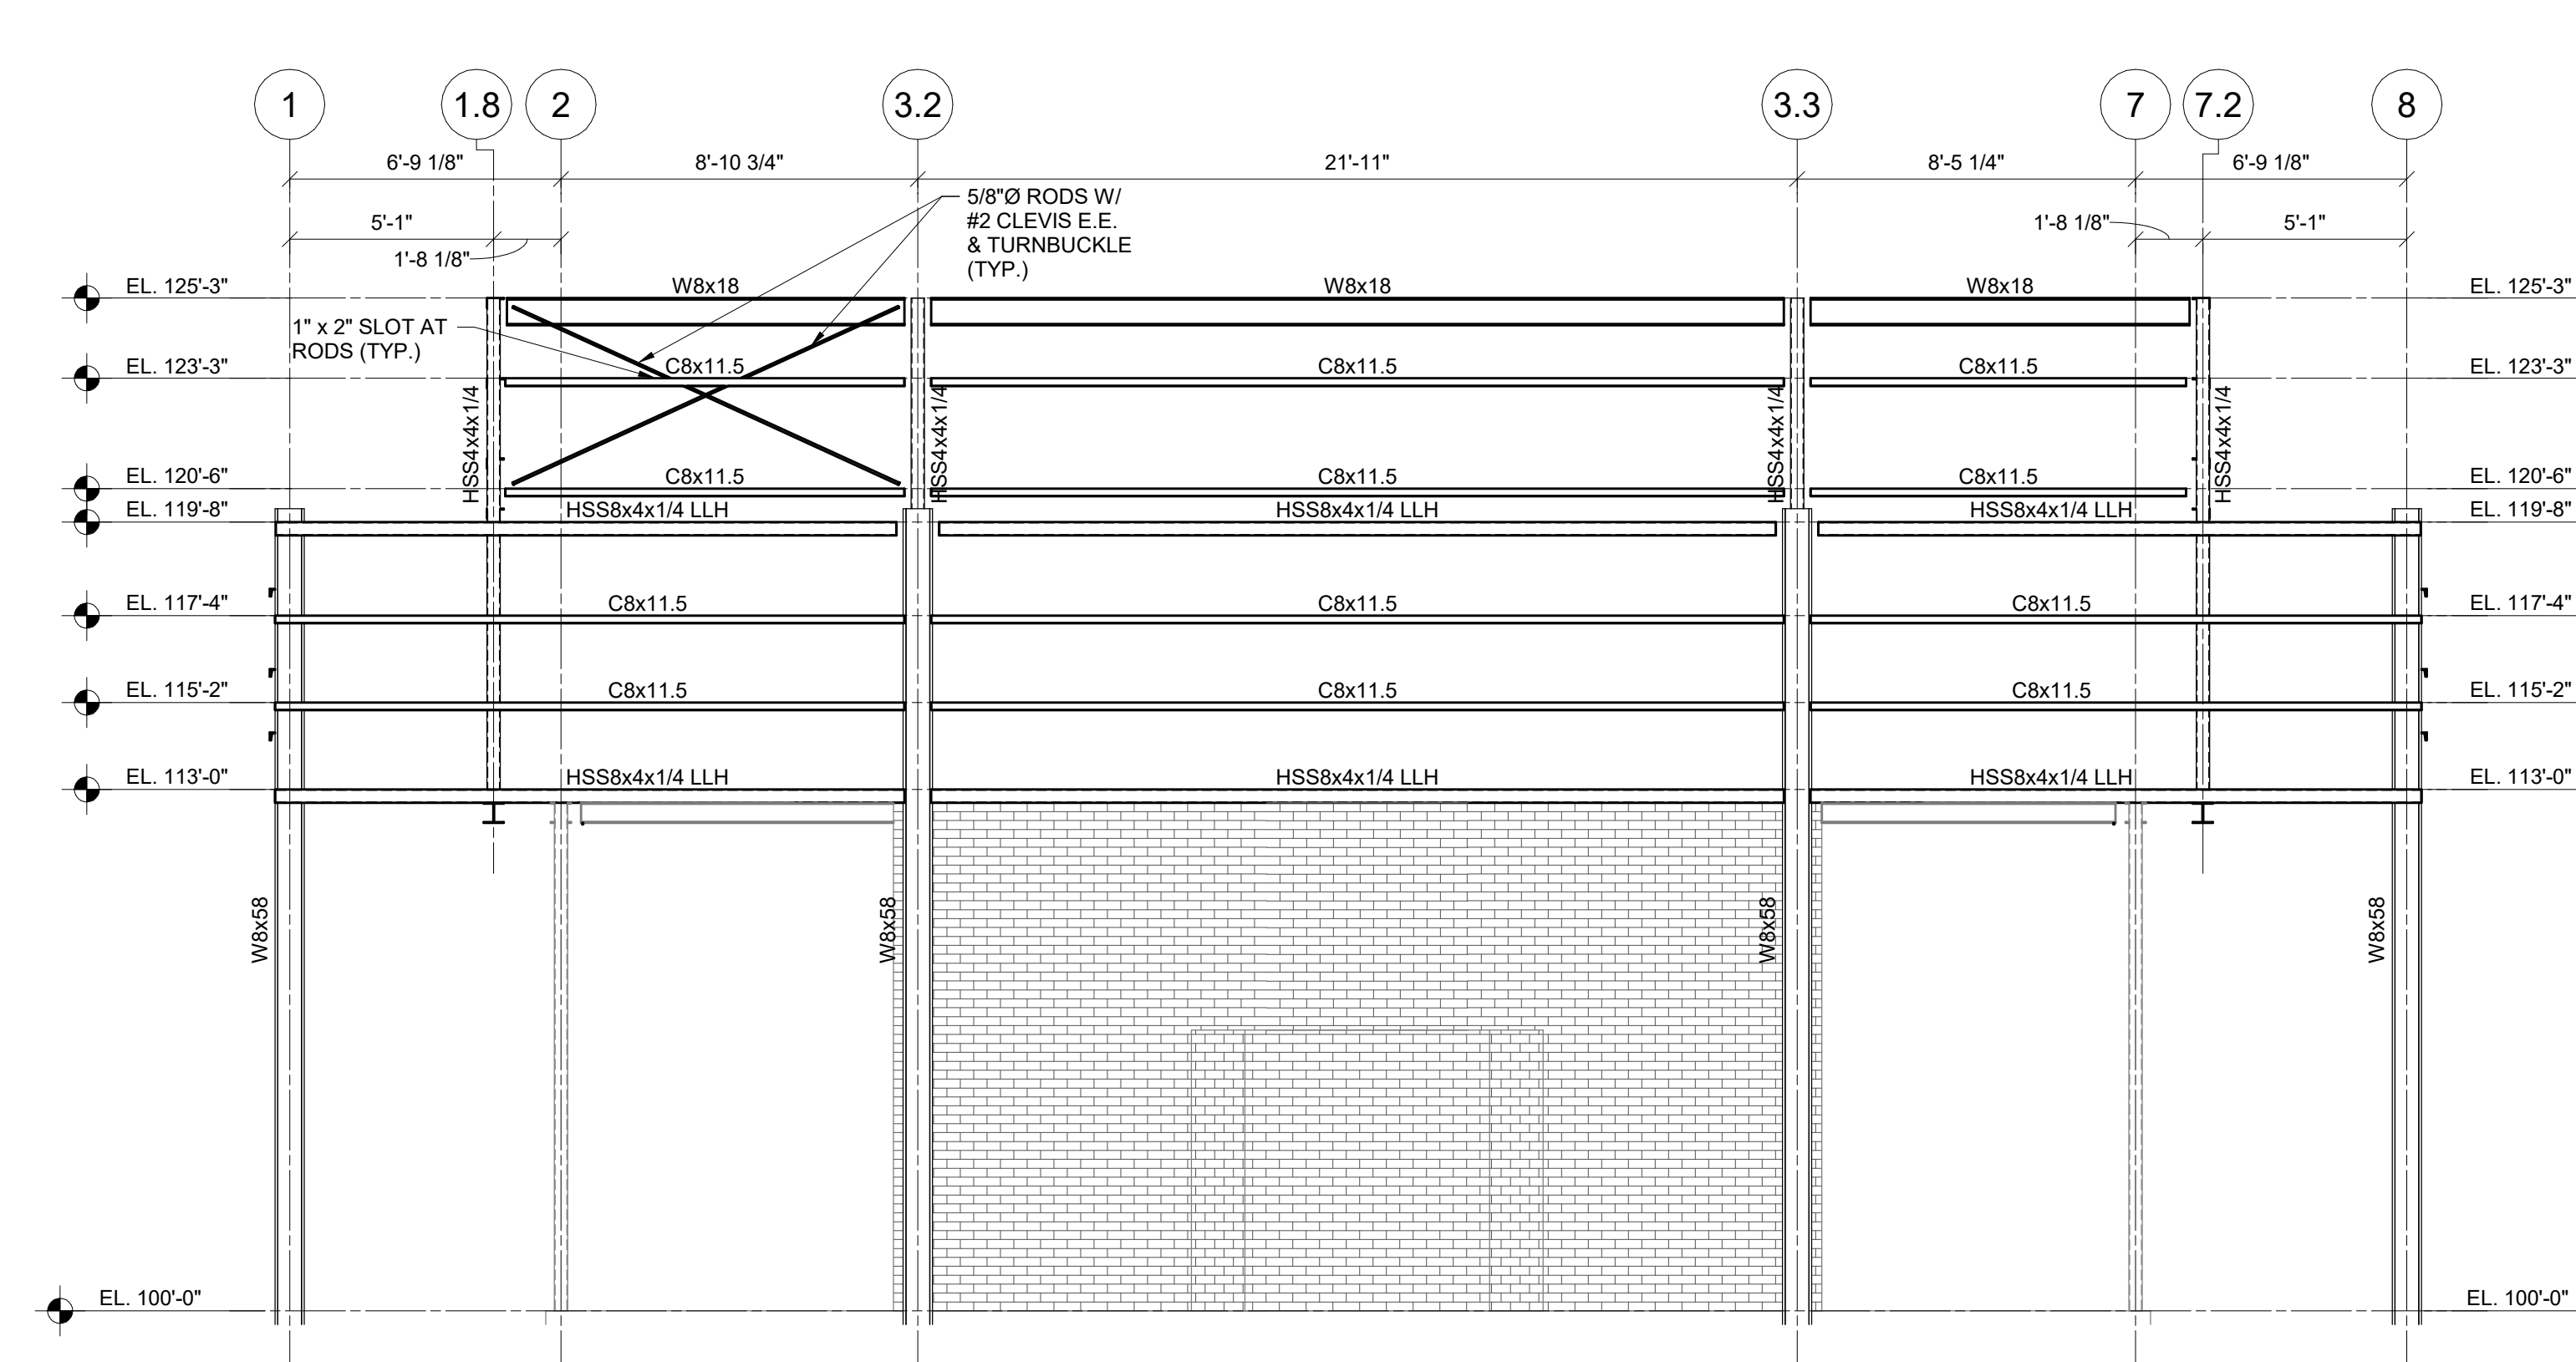 1 1.8 2 3.2 3.3 7 7.2 8
6'-9 1/8" 8'-10 3/4" 21'-11" 8'-5 1/4" 6'-9 1/8"
5/8"Ø RODS W/
#2 CLEVIS E.E.
& TURNBUCKLE
(TYP.)
5'-1" 1'-8 1/8" 1'-8 1/8" 5'-1"
EL. 125'-3" W8x18 W8x18 W8x18 EL. 125'-3"
1" x 2" SLOT AT
RODS (TYP.)
EL. 123'-3" C8x11.5 C8x11.5 C8x11.5 EL. 123'-3"
HSS4x4x1/4 HSS4x4x1/4 HSS4x4x1/4 HSS4x4x1/4
EL. 120'-6" C8x11.5 C8x11.5 C8x11.5 EL. 120'-6"
EL. 119'-8" HSS8x4x1/4 LLH HSS8x4x1/4 LLH HSS8x4x1/4 LLH EL. 119'-8"
EL. 117'-4" C8x11.5 C8x11.5 C8x11.5 EL. 117'-4"
EL. 115'-2" C8x11.5 C8x11.5 C8x11.5 EL. 115'-2"
EL. 113'-0" HSS8x4x1/4 LLH HSS8x4x1/4 LLH HSS8x4x1/4 LLH EL. 113'-0"
W8x58 W8x58 W8x58 W8x58
EL. 100'-0" EL. 100'-0"